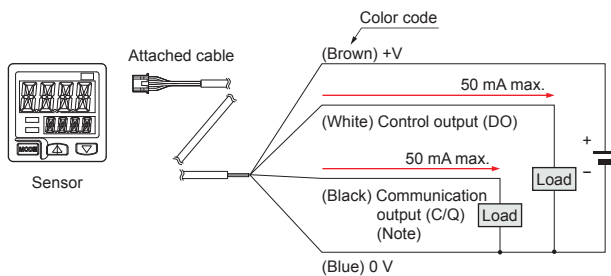 Color code
Attached cable
(Brown) +V
50 mA max.
(White) Control output (DO)
50 mA max.
+
−
Load
(Black) Communication
output (C/Q)
(Note)
Load
MODE
Sensor
(Blue) 0 V